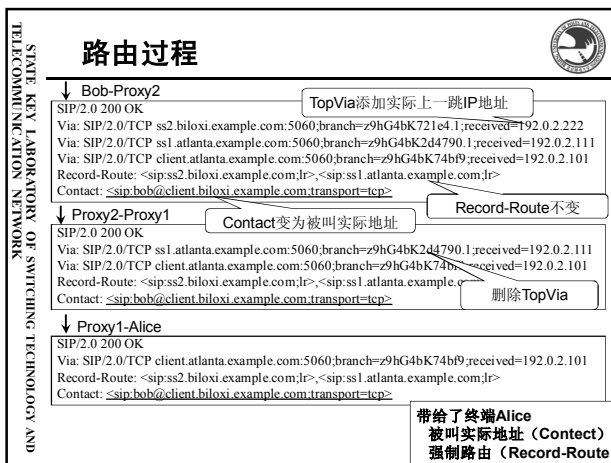 STATE KEY LABORATORY OF SWITCHING TECHNOLOGY AND
TELECOMMUNICATION NETWORK
路由过程
Bob-Proxy2
TopVia添加实际上一跳IP地址
SIP/2.0 200 OK
Via: SIP/2.0/TCP ss2.biloxi.example.com:5060;branch=z9hG4bK721e4.1;received=192.0.2.222
Via: SIP/2.0/TCP ss1.atlanta.example.com:5060;branch=z9hG4bK2d4790.1;received=192.0.2.111
Via: SIP/2.0/TCP client.atlanta.example.com:5060;branch=z9hG4bK74bf9;received=192.0.2.101
Record-Route: <sip:ss2.biloxi.example.com;lr>,<sip:ss1.atlanta.example.com;lr>
Contact: <sip:bob@client.biloxi.example.com;transport=tcp>
Record-Route不变
Contact变为被叫实际地址
Proxy2-Proxy1
SIP/2.0 200 OK
Via: SIP/2.0/TCP ss1.atlanta.example.com:5060;branch=z9hG4bK2d4790.1;received=192.0.2.111
Via: SIP/2.0/TCP client.atlanta.example.com:5060;branch=z9hG4bK74bf ;received=192.0.2.101
Record-Route: <sip:ss2.biloxi.example.com;lr>,<sip:ss1.atlanta.example.co
Contact: <sip:bob@client.biloxi.example.com;transport=tcp>
删除TopVia
Proxy1-Alice
SIP/2.0 200 OK
Via: SIP/2.0/TCP client.atlanta.example.com:5060;branch=z9hG4bK74bf9;received=192.0.2.101
Record-Route: <sip:ss2.biloxi.example.com;lr>,<sip:ss1.atlanta.example.com;lr>
Contact: <sip:bob@client.biloxi.example.com;transport=tcp>
带给了终端Alice
被叫实际地址（Contect）
强制路由（Record-Route